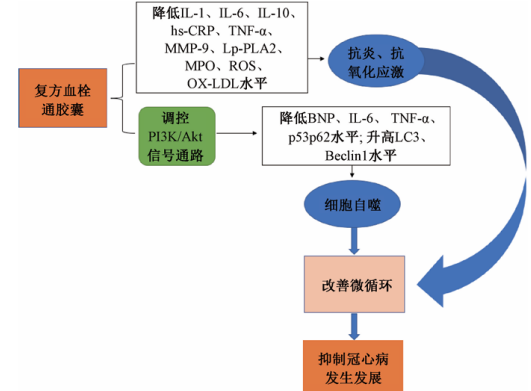 降低IL-1、IL-6、IL-10、
hs-CRP、TNF-α、
MMP-9、Lp-PLA2、
MPO、ROS、
OX-LDL水平
抗炎、抗
氧化应激
复方血栓
通胶囊
调控
PI3K/Akt
信号通路
降低BNP、IL-6、 TNF-α、
p53p62水平; 升高LC3、
Beclin1水平
细胞自噬
改善微循环
抑制冠心病
发生发展